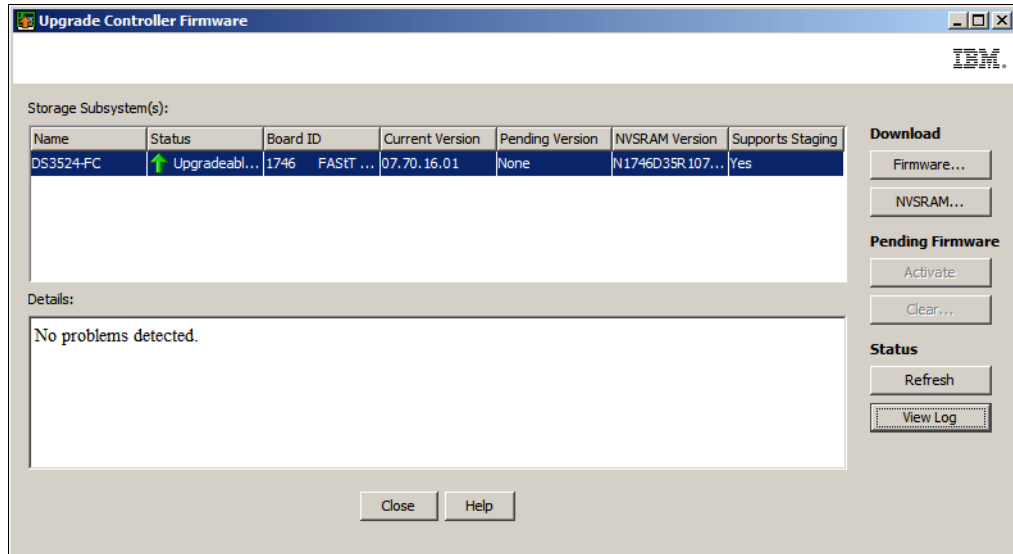 Upgrade Controller Firmware
IBM.
Storage Subsystem(s):
Name Status Board ID Current Version Pending Version NVSRAM Version Supports Staging
DS3524-FC Upgradeabl... 1746 FAStT ... 07.70.16.01 None N1746D35R107... Yes
Download
Firmware...
NVSRAM...
Pending Firmware
Activate
Clear...
Details:
No problems detected.
Status
Refresh
View Log
Close Help